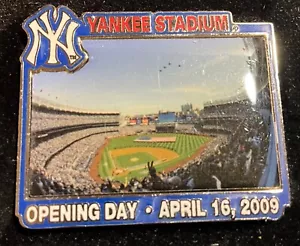 NY
YANKEE STADIUM®
OPENING DAY • APRIL 16, 2009